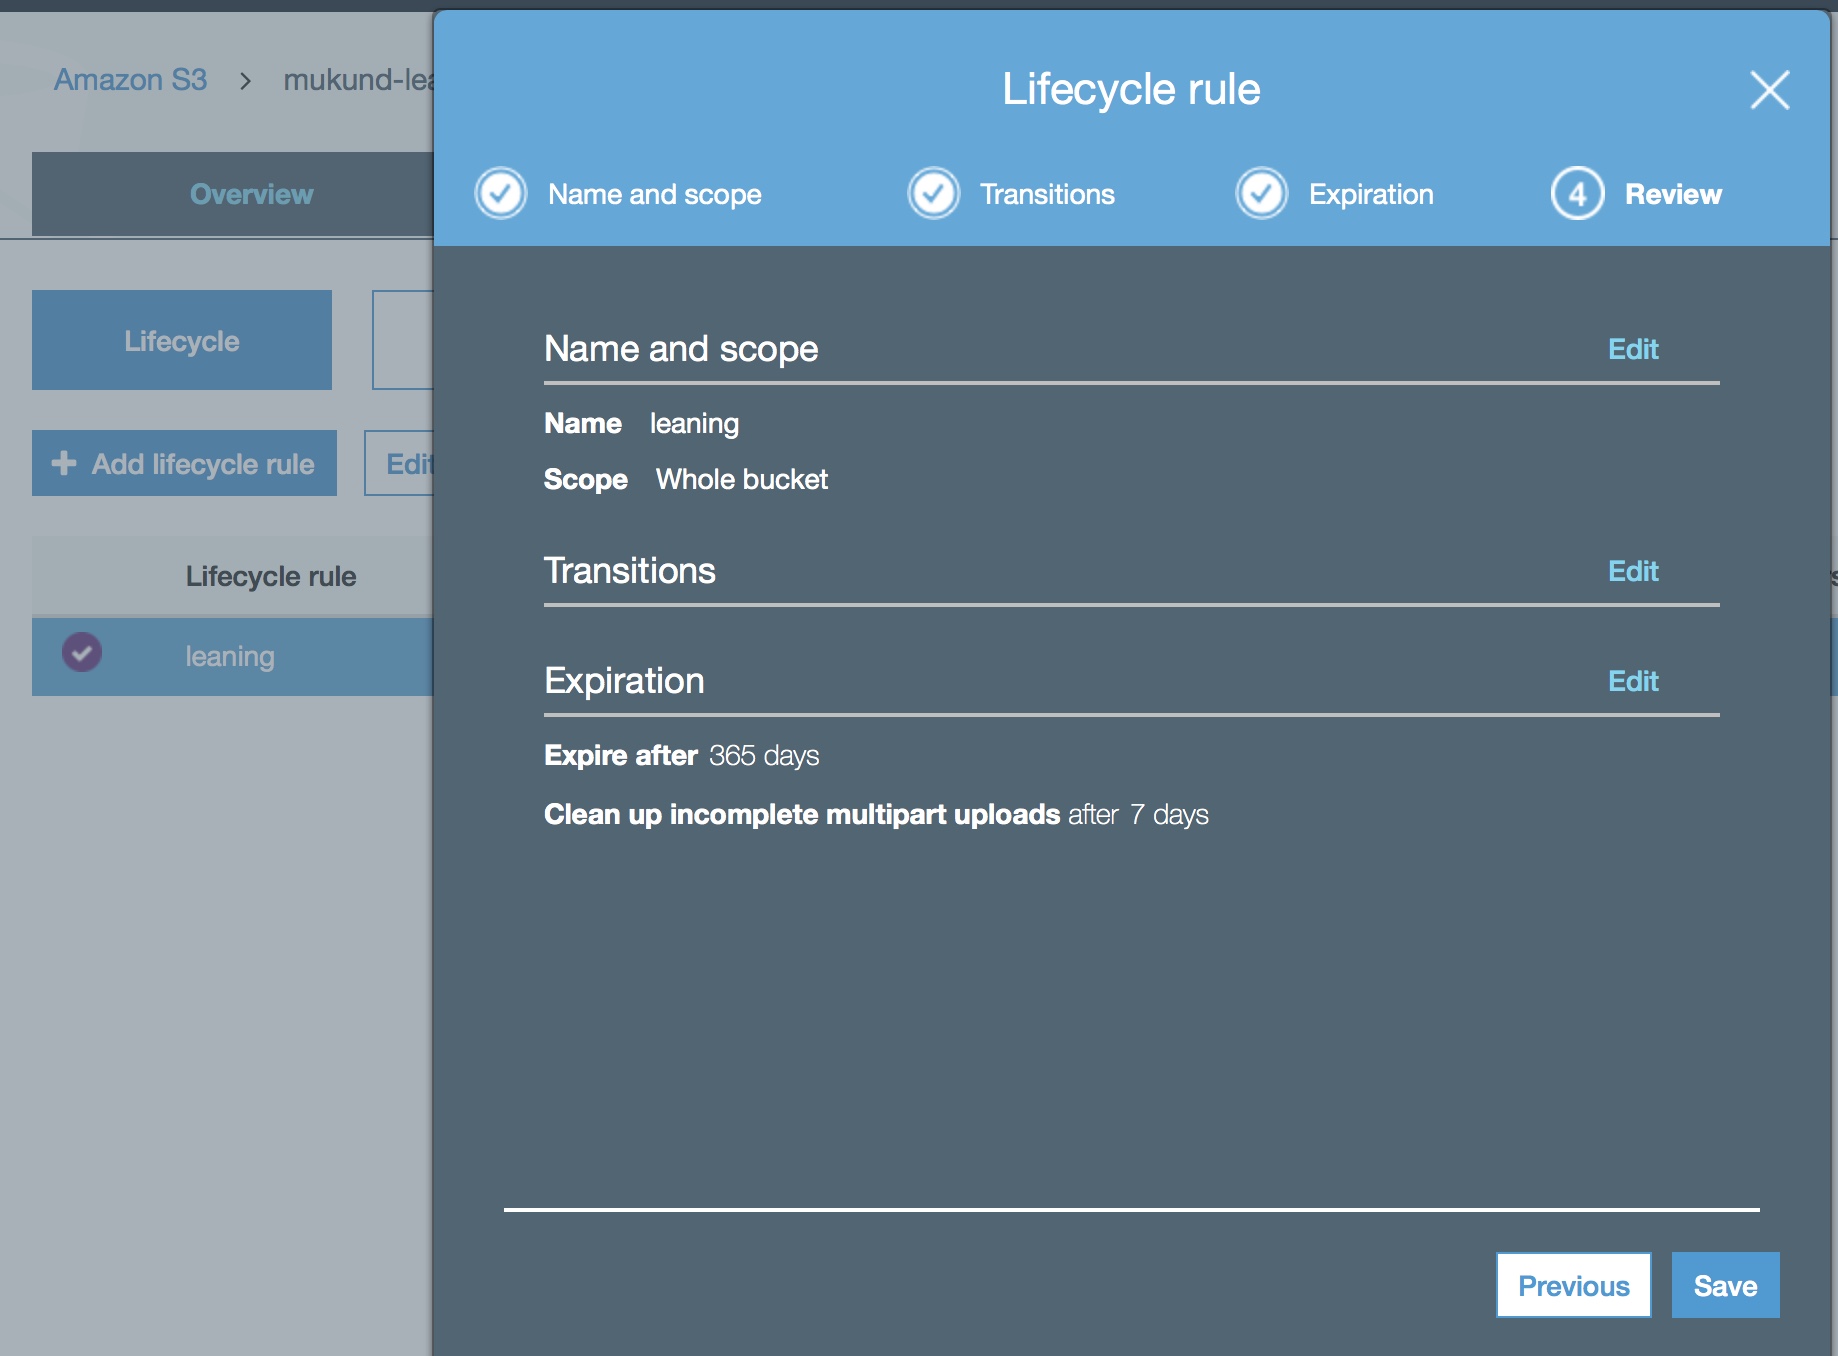 Amazon S3 > mukund-lea
Lifecycle rule
Overview
Name and scope
Transitions
Expiration
4 Review
Lifecycle
Add lifecycle rule
Edit
Lifecycle rule
leaning
Name and scope
Edit
Name leaning
Scope Whole bucket
Transitions
Edit
Expiration
Edit
Expire after 365 days
Clean up incomplete multipart uploads after 7 days
Previous
Save